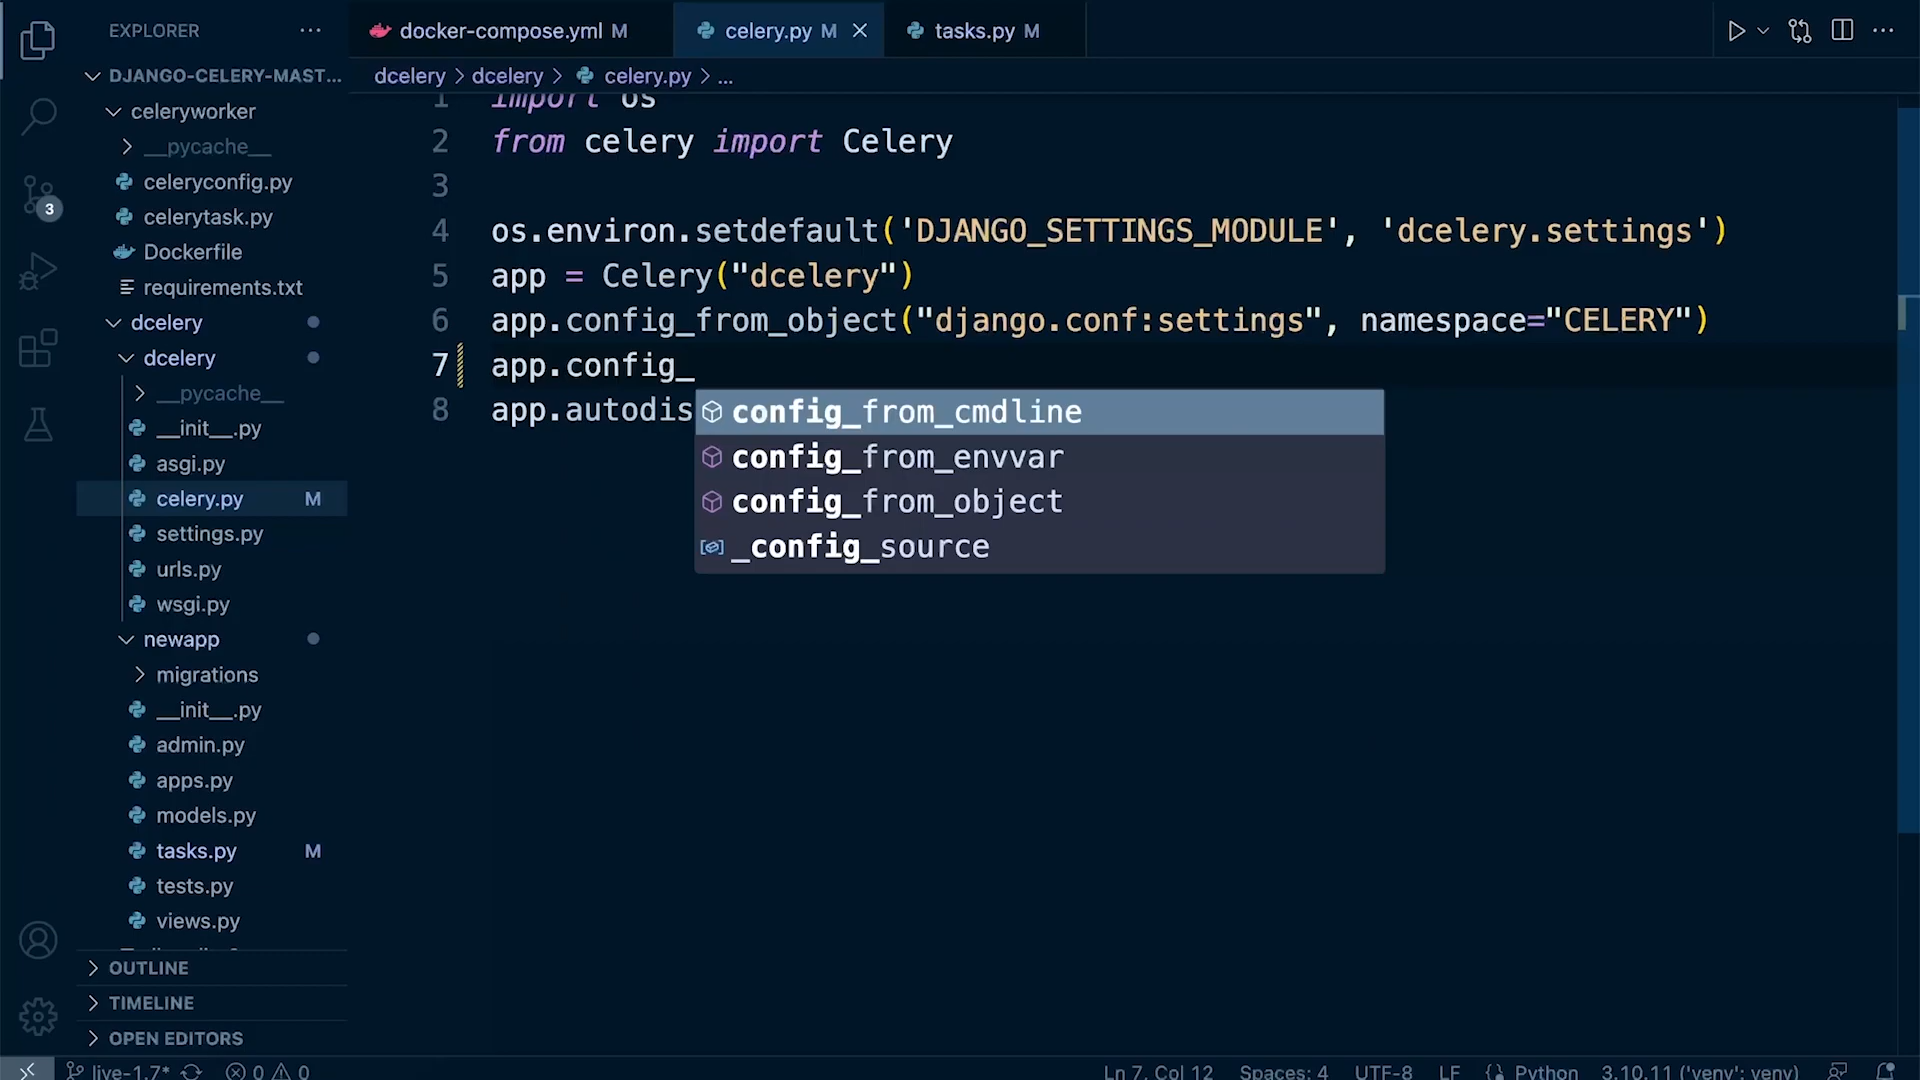 EXPLORER
docker-compose.yml M
celery.py M
tasks.py M
DJANGO-CELERY-MAST...
dcelery > dcelery > celery.py > ...
celeryworker
__pycache__
celeryconfig.py
celerytask.py
Dockerfile
requirements.txt
dcelery
dcelery
__pycache__
__init__.py
asgi.py
celery.py M
settings.py
urls.py
wsgi.py
newapp
migrations
__init__.py
admin.py
apps.py
models.py
tasks.py M
tests.py
views.py
OUTLINE
TIMELINE
OPEN EDITORS
3
1 import os
2 from celery import Celery
3
4 os.environ.setdefault('DJANGO_SETTINGS_MODULE', 'dcelery.settings')
5 app = Celery("dcelery")
6 app.config_from_object("django.conf:settings", namespace="CELERY")
7 app.config_
8 app.autodis
config_from_cmdline
config_from_envvar
config_from_object
_config_source
live-1.7* 0 0 Ln 7, Col 12 Spaces: 4 UTF-8 LF Python 3.10.11 ('venv': venv)